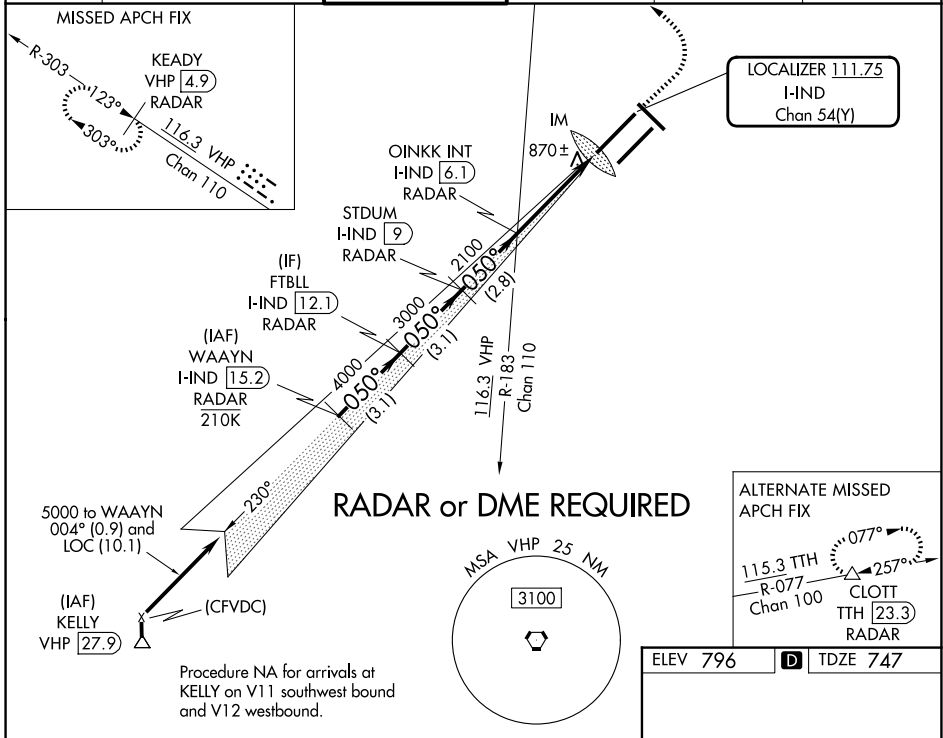 MISSED APCH FIX
R-303
KEADY
VHP 4.9
RADAR
123°
303°
116.3 VHP
Chan 110
LOCALIZER 111.75
I-IND
Chan 54(Y)
IM
870±
OINKK INT
I-IND 6.1
RADAR
STDUM
I-IND 9
RADAR
2100
050°
(2.8)
(IF)
FTBLL
I-IND 12.1
RADAR
3000
050°
(3.1)
(IAF)
WAAYN
I-IND 15.2
RADAR
210K
4000
050°
(3.1)
116.3 VHP
R-183
Chan 110
230°
RADAR or DME REQUIRED
5000 to WAAYN
004° (0.9) and
LOC (10.1)
(IAF)
KELLY
VHP 27.9
(CFVDC)
MSA VHP 25 NM
3100
Procedure NA for arrivals at
KELLY on V11 southwest bound
and V12 westbound.
ALTERNATE MISSED
APCH FIX
077°
257°
115.3 TTH
R-077
Chan 100
CLOTT
TTH 23.3
RADAR
ELEV 796 D TDZE 747